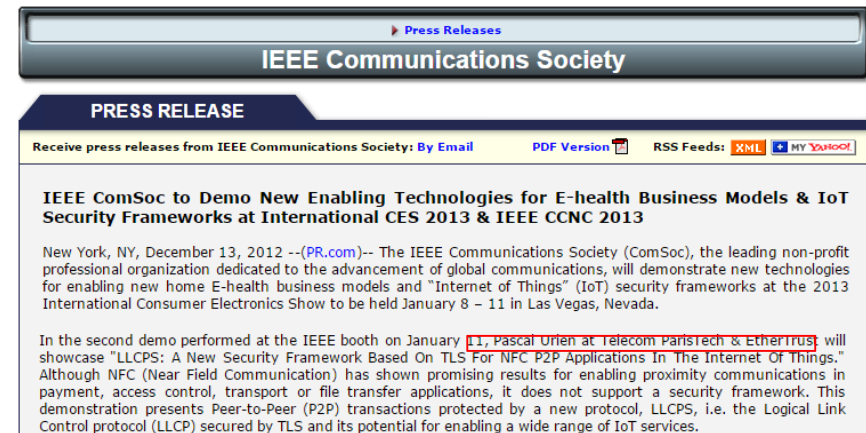 Press Releases
IEEE Communications Society
PRESS RELEASE
Receive press releases from IEEE Communications Society: By Email PDF Version RSS Feeds: XML MY YAHOO!
IEEE ComSoc to Demo New Enabling Technologies for E-health Business Models & IoT
Security Frameworks at International CES 2013 & IEEE CCNC 2013
New York, NY, December 13, 2012 --(PR.com)-- The IEEE Communications Society (ComSoc), the leading non-profit
professional organization dedicated to the advancement of global communications, will demonstrate new technologies
for enabling new home E-health business models and "Internet of Things" (IoT) security frameworks at the 2013
International Consumer Electronics Show to be held January 8 – 11 in Las Vegas, Nevada.
In the second demo performed at the IEEE booth on January 11, Pascal Urien at Telecom ParisTech & EtherTrust will
showcase "LLCPS: A New Security Framework Based On TLS For NFC P2P Applications In The Internet Of Things."
Although NFC (Near Field Communication) has shown promising results for enabling proximity communications in
payment, access control, transport or file transfer applications, it does not support a security framework. This
demonstration presents Peer-to-Peer (P2P) transactions protected by a new protocol, LLCPS, i.e. the Logical Link
Control protocol (LLCP) secured by TLS and its potential for enabling a wide range of IoT services.